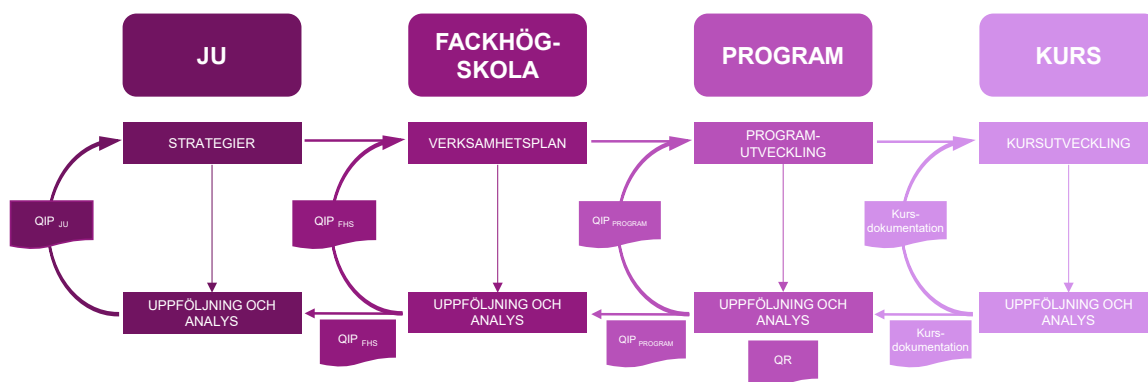 JU
FACKHÖG-
SKOLA
PROGRAM
KURS
STRATEGIER
VERKSAMHETSPLAN
PROGRAM-
UTVECKLING
KURSUTVECKLING
QIP JU
QIP FHS
QIP PROGRAM
Kurs-
dokumentation
UPPFÖLJNING OCH
ANALYS
UPPFÖLJNING OCH
ANALYS
UPPFÖLJNING OCH
ANALYS
UPPFÖLJNING OCH
ANALYS
QIP
FHS
QIP PROGRAM
Kurs-
dokumentation
QR